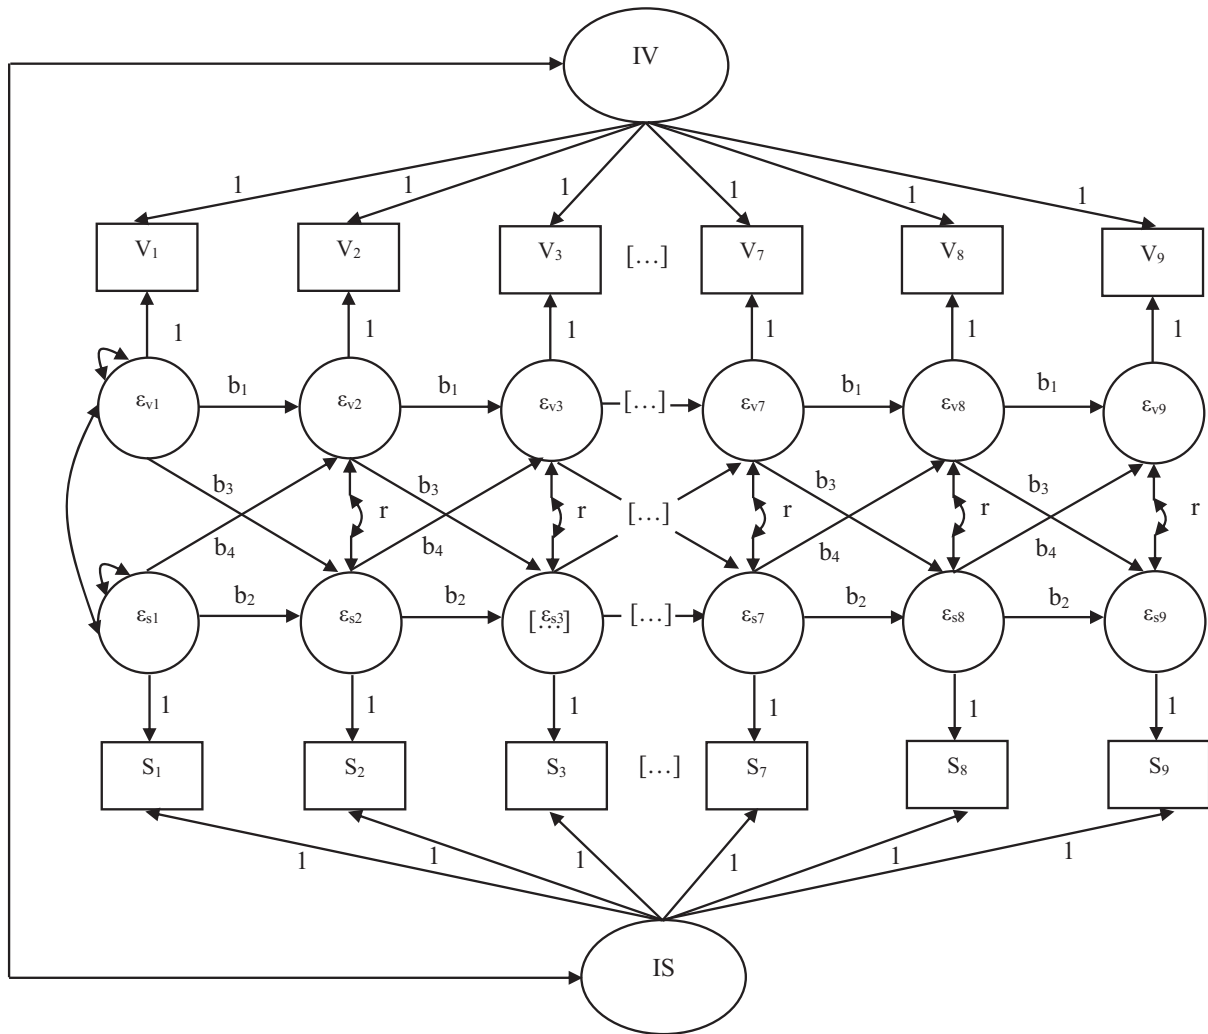 IV
1 1 1 1 1 1
V₁ V₂ V₃ […] V₇ V₈ V₉
1 1 1 1 1 1
εᵥ₁ b₁ εᵥ₂ b₁ εᵥ₃ […] εᵥ₇ b₁ εᵥ₈ b₁ εᵥ₉
b₃ b₃ b₃ b₃
r r […] r r r
b₄ b₄ b₄ b₄
εₛ₁ b₂ εₛ₂ b₂ εₛ₃ […] εₛ₇ b₂ εₛ₈ b₂ εₛ₉
[…]
1 1 1 1 1 1
S₁ S₂ S₃ […] S₇ S₈ S₉
1 1 1 1 1 1
IS